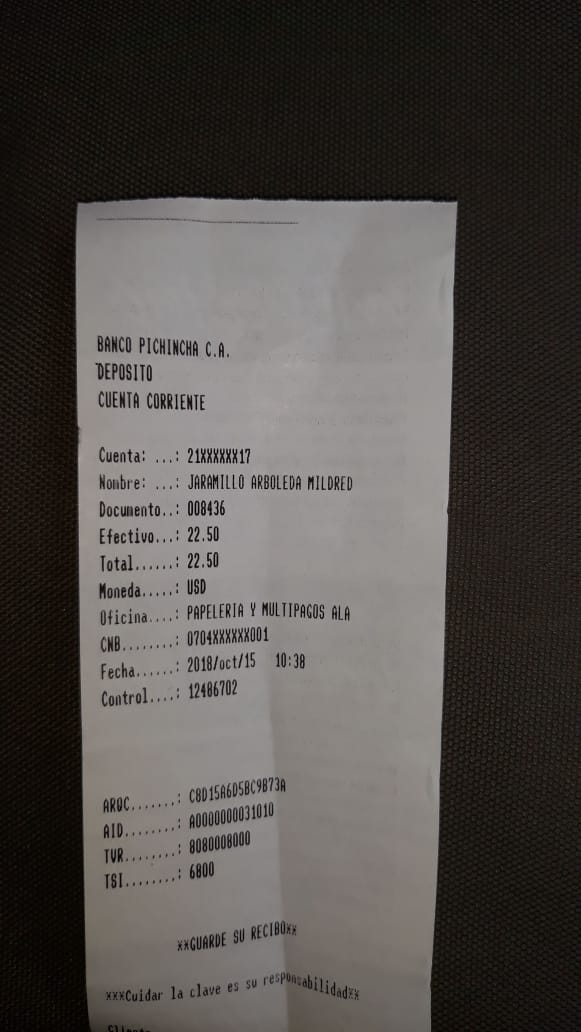 BANCO PICHINCHA C.A.
DEPOSITO
CUENTA CORRIENTE
Cuenta: ...: 21XXXXXX17
Nombre: ...: JARAMILLO ARBOLEDA MILDRED
Documento..: 008436
Efectivo...: 22.50
Total......: 22.50
Moneda.....: USD
Oficina....: PAPELERIA Y MULTIPAGOS ALA
CNB........: 0704XXXXXX001
Fecha......: 2018/oct/15 10:38
Control....: 12486702
ARQC.......: C8D15A6D5BC9B73A
AID........: A0000000031010
TVR........: 8080008000
TSI........: 6800
**GUARDE SU RECIBO**
***Cuidar la clave es su responsabilidad**